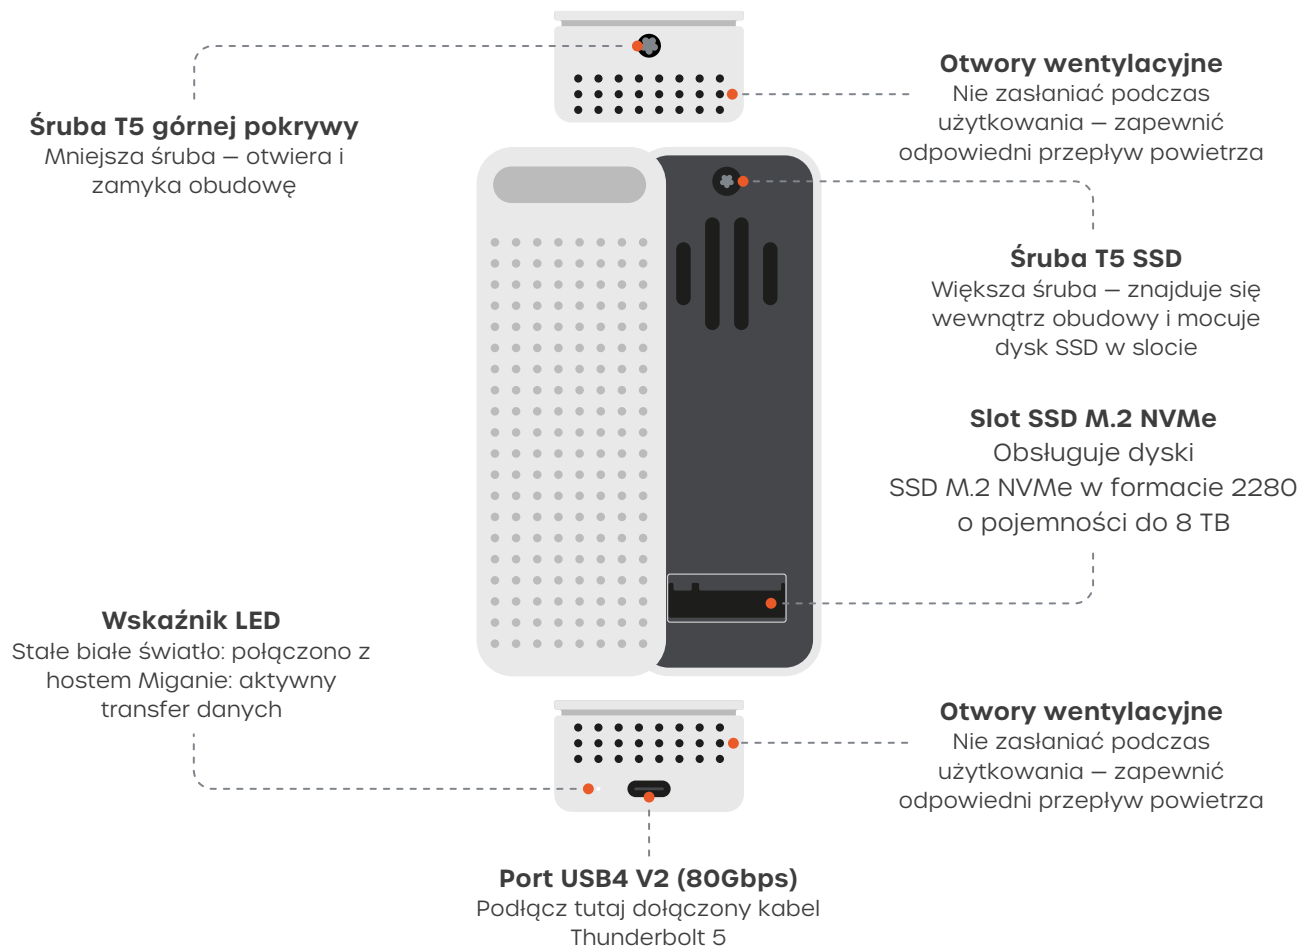 Śruba T5 górnej pokrywy
Mniejsza śruba – otwiera i
zamyka obudowę
Otwory wentylacyjne
Nie zasłaniać podczas
użytkowania – zapewnić
odpowiedni przepływ powietrza
Śruba T5 SSD
Większa śruba – znajduje się
wewnątrz obudowy i mocuje
dysk SSD w slocie
Slot SSD M.2 NVMe
Obsługuje dyski
SSD M.2 NVMe w formacie 2280
o pojemności do 8 TB
Wskaźnik LED
Stałe białe światło: połączono z
hostem Miganie: aktywny
transfer danych
Otwory wentylacyjne
Nie zasłaniać podczas
użytkowania – zapewnić
odpowiedni przepływ powietrza
Port USB4 V2 (80Gbps)
Podłącz tutaj dołączony kabel
Thunderbolt 5